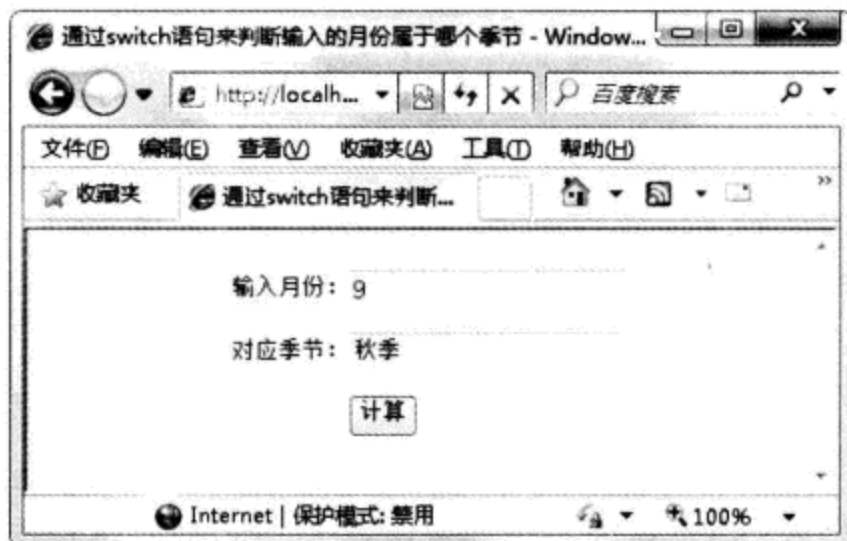 通过switch语句来判断输入的月份属于哪个季节 - Window...
http://localh...
百度搜索
文件(F) 编辑(E) 查看(V) 收藏夹(A) 工具(T) 帮助(H)
收藏夹 通过switch语句来判断...
输入月份: 9
对应季节: 秋季
计算
Internet | 保护模式: 禁用 100%